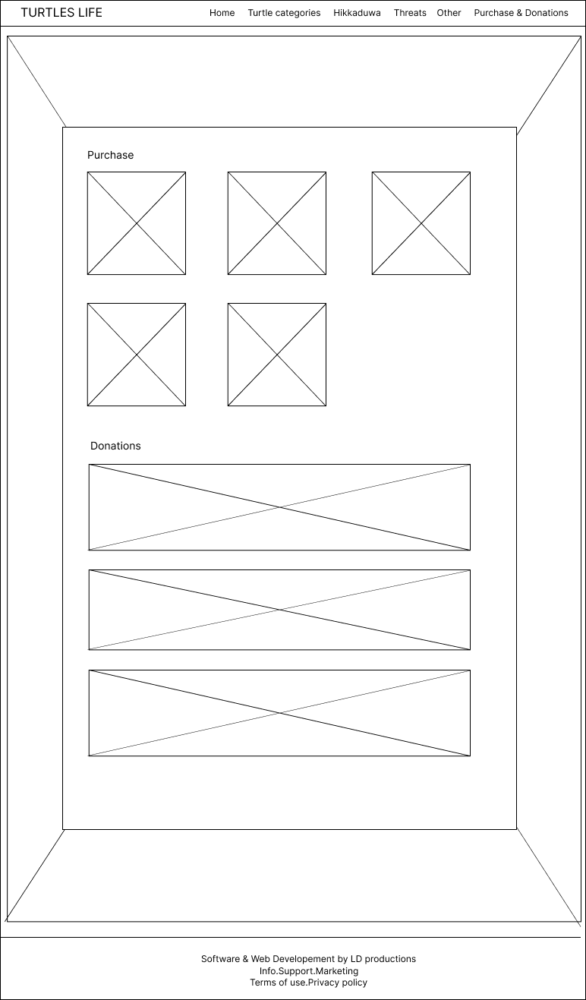 TURTLES LIFE
Home Turtle categories Hikkaduwa Threats Other Purchase & Donations
Purchase
Donations
Software & Web Developement by LD productions
Info.Support.Marketing
Terms of use.Privacy policy